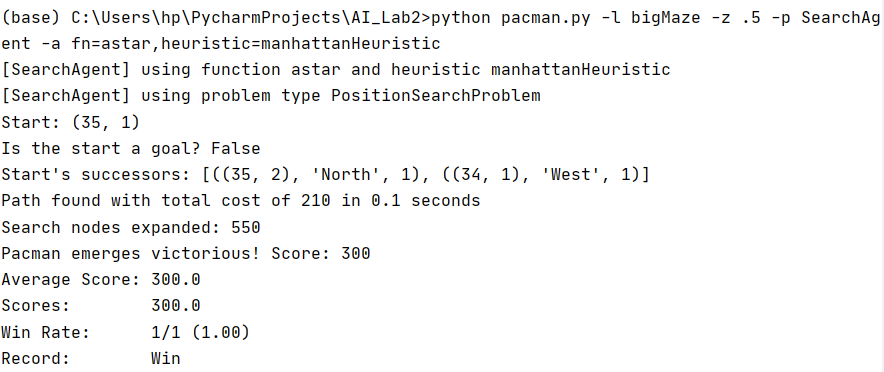 (base) C:\Users\hp\PycharmProjects\AI_Lab2>python pacman.py -l bigMaze -z .5 -p SearchAg
ent -a fn=astar,heuristic=manhattanHeuristic
[SearchAgent] using function astar and heuristic manhattanHeuristic
[SearchAgent] using problem type PositionSearchProblem
Start: (35, 1)
Is the start a goal? False
Start's successors: [((35, 2), 'North', 1), ((34, 1), 'West', 1)]
Path found with total cost of 210 in 0.1 seconds
Search nodes expanded: 550
Pacman emerges victorious! Score: 300
Average Score: 300.0
Scores:        300.0
Win Rate:      1/1 (1.00)
Record:        Win